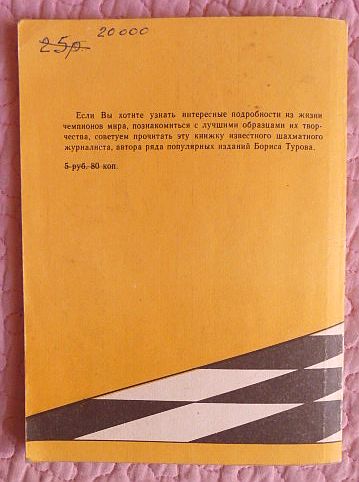 25р. 20000
Если Вы хотите узнать интересные подробности из жизни
чемпионов мира, познакомиться с лучшими образцами их твор-
чества, советуем прочитать эту книжку известного шахматного
журналиста, автора ряда популярных изданий Бориса Турова.
5 руб. 80 коп.